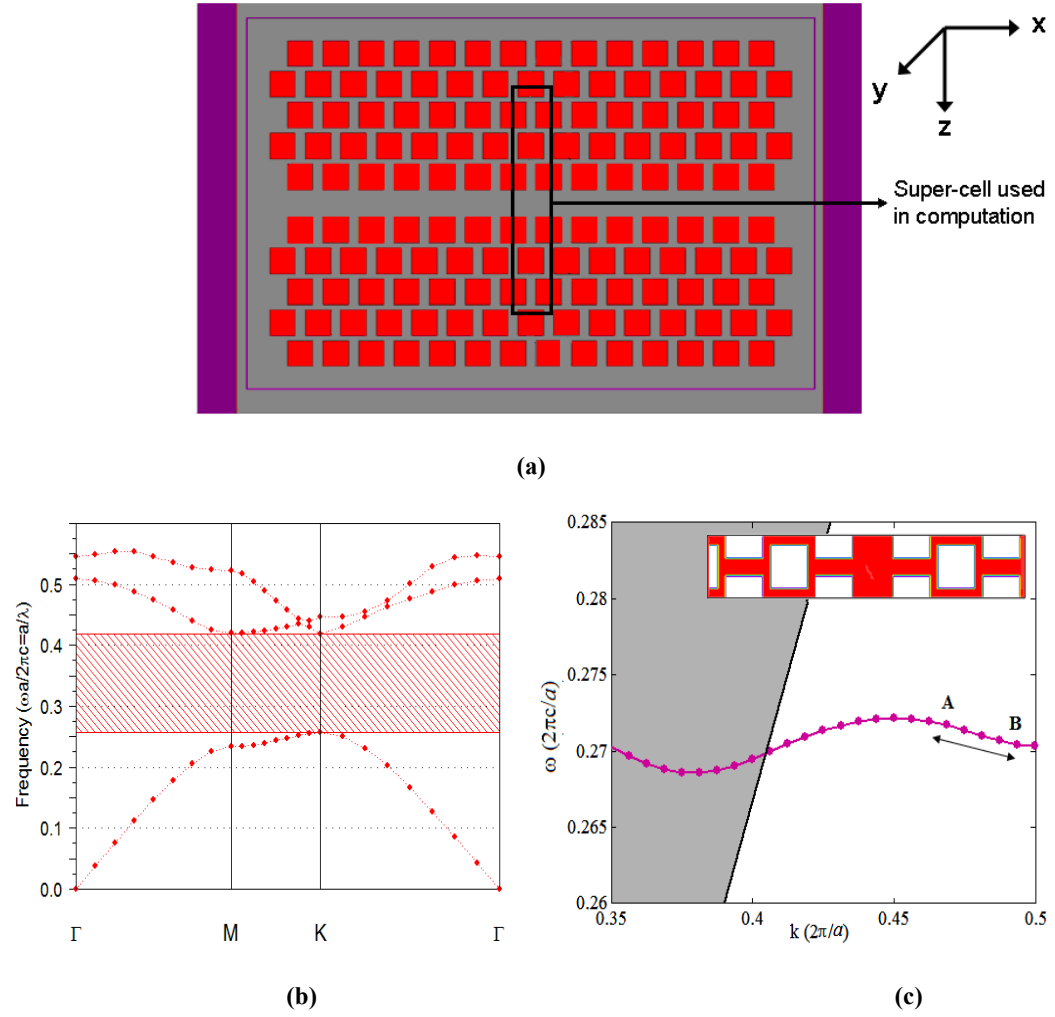 x
y
z
Super-cell used
in computation
(a)
Frequency (ωa/2πc=a/λ)
0.5
0.4
0.3
0.2
0.1
0.0
Γ
M
K
Γ
(b)
ω (2πc/a)
0.285
0.28
0.275
0.27
0.265
0.26
A
B
0.35
0.4
0.45
0.5
k (2π/a)
(c)